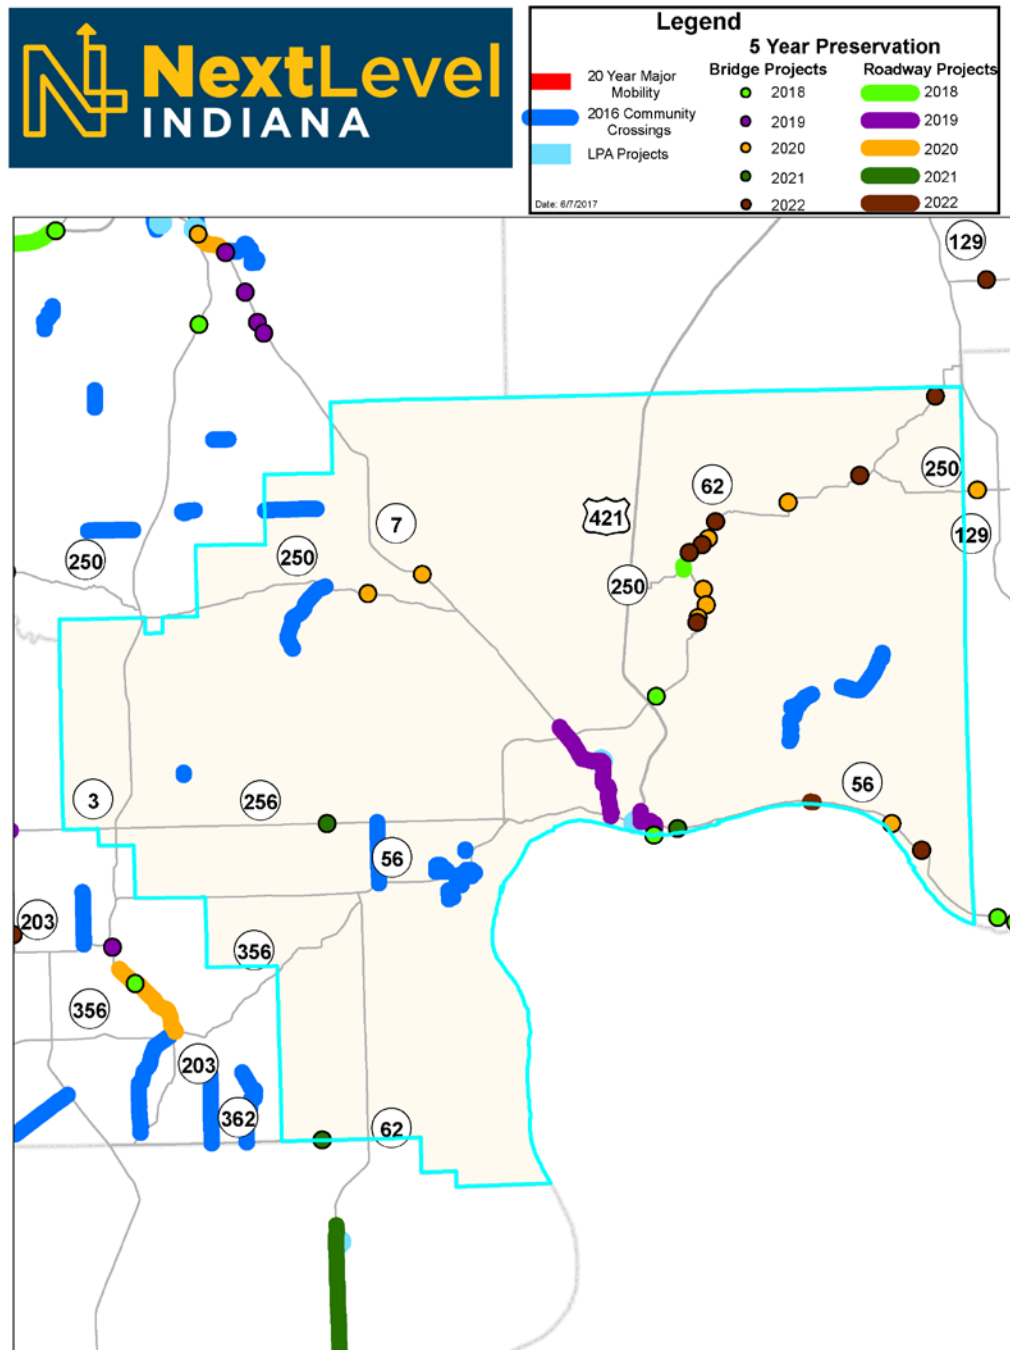 NextLevel
INDIANA
Legend
5 Year Preservation
Bridge Projects
Roadway Projects
20 Year Major
Mobility
2016 Community
Crossings
LPA Projects
2018
2019
2020
2021
2022
2018
2019
2020
2021
2022
Date: 6/7/2017
129
250
62
421
7
129
250
250
250
3
256
56
56
203
356
356
203
362
62